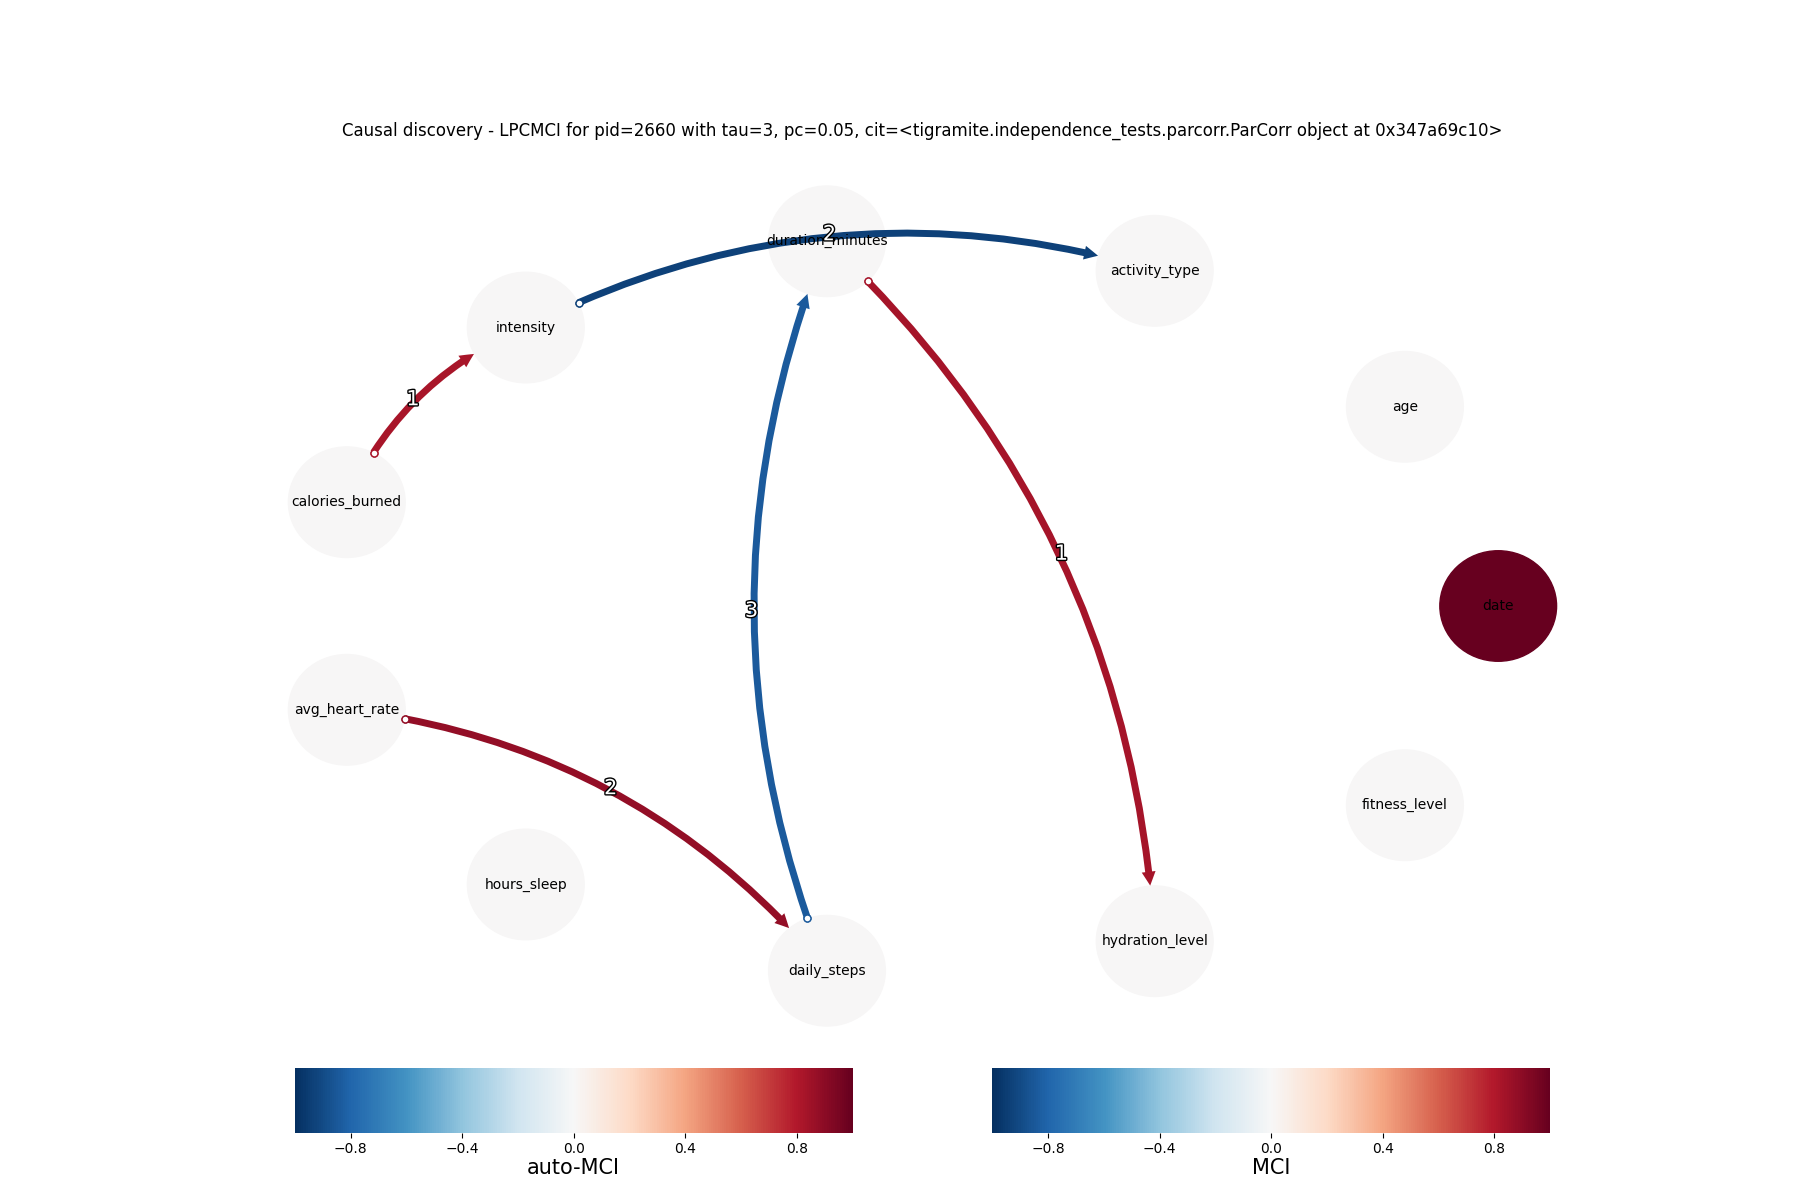 Causal discovery - LPCMCI for pid=2660 with tau=3, pc=0.05, cit=<tigramite.independence_tests.parcorr.ParCorr object at 0x347a69c10>
2
duration_minutes
activity_type
intensity
1
age
calories_burned
1
date
3
avg_heart_rate
2
fitness_level
hours_sleep
hydration_level
daily_steps
−0.8 −0.4 0.0 0.4 0.8
auto-MCI
−0.8 −0.4 0.0 0.4 0.8
MCI